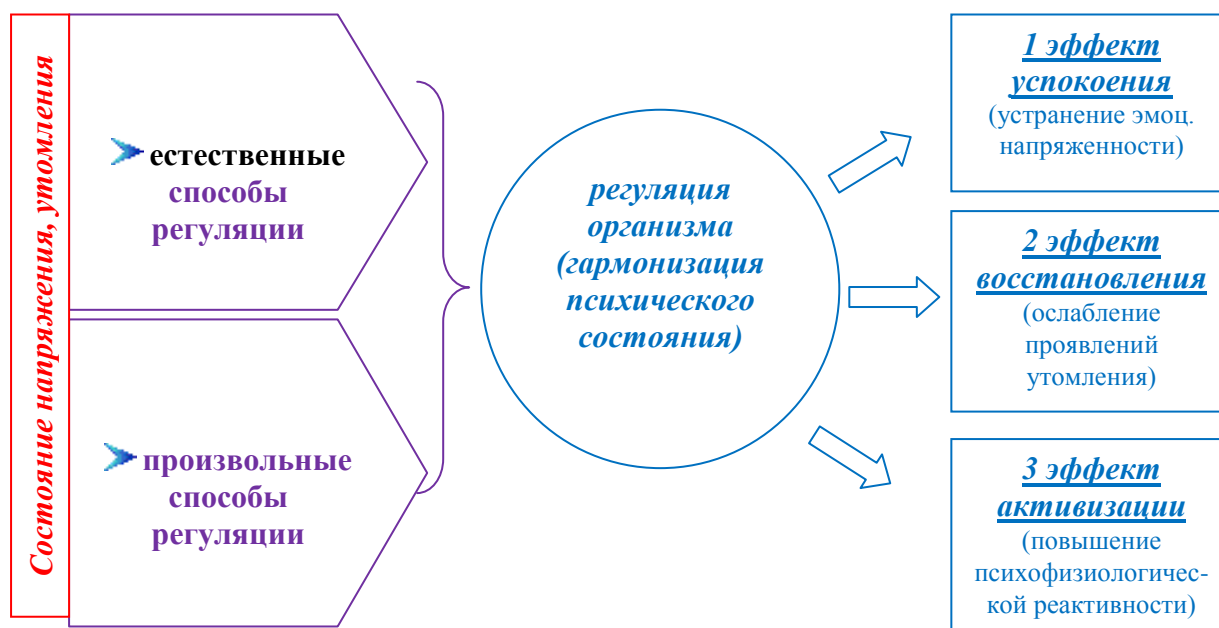 Состояние напряжения, утомления
естественные
способы
регуляции
произвольные
способы
регуляции
регуляция
организма
(гармонизация
психического
состояния)
1 эффект
успокоения
(устранение эмоц.
напряженности)
2 эффект
восстановления
(ослабление
проявлений
утомления)
3 эффект
активизации
(повышение
психофизиологичес-
кой реактивности)